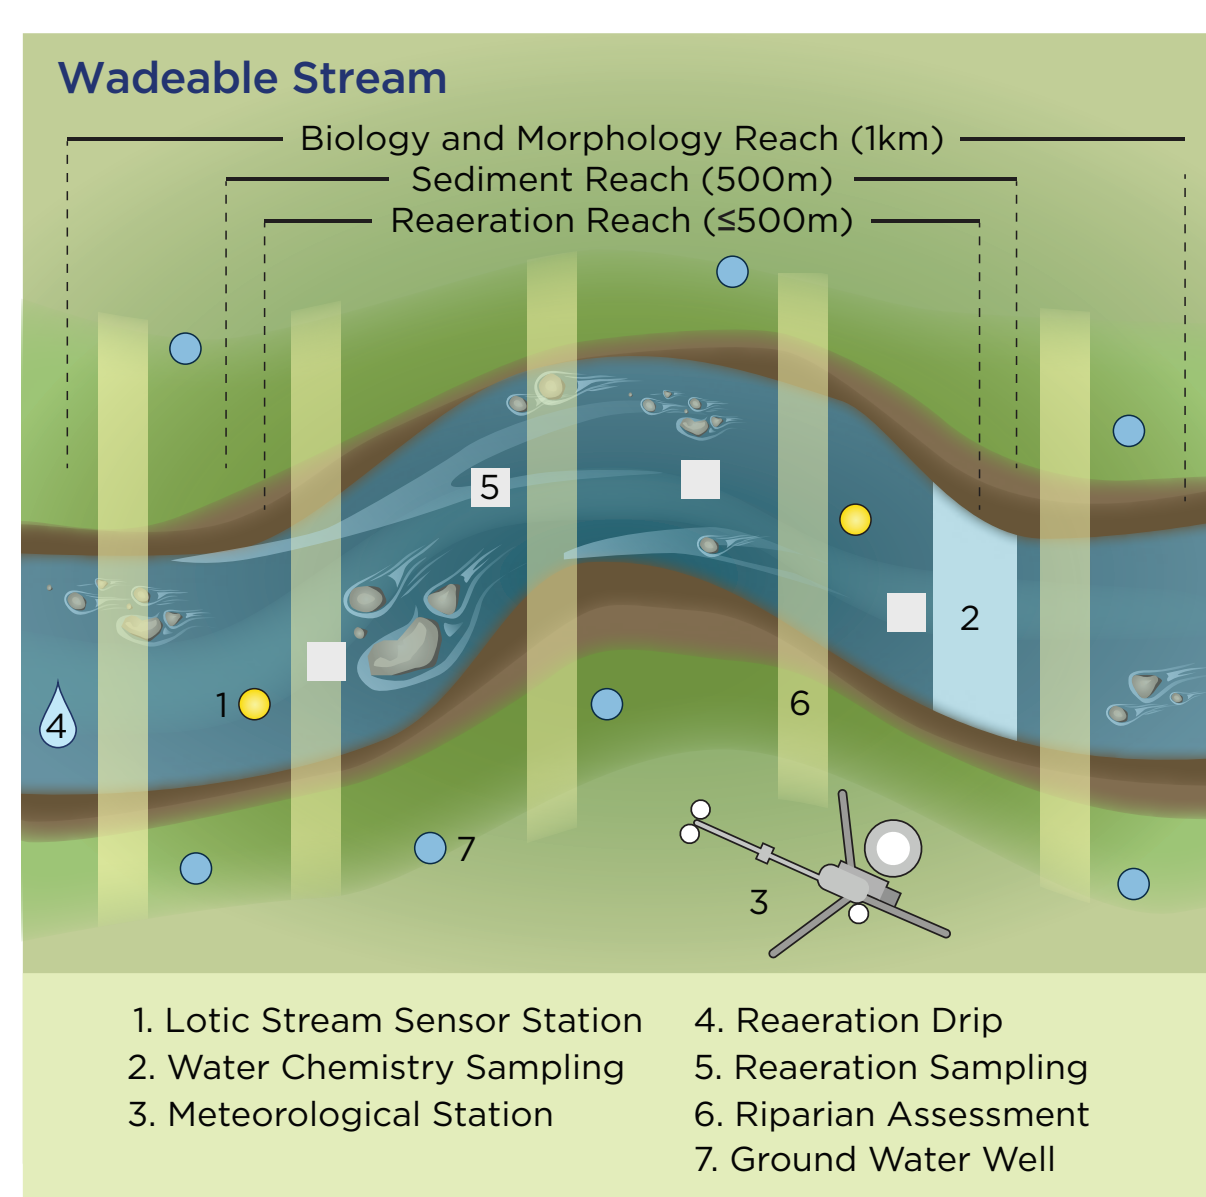 Wadeable Stream
Biology and Morphology Reach (1km)
Sediment Reach (500m)
Reaeration Reach (≤500m)
5
2
4
1
6
7
3
1. Lotic Stream Sensor Station
2. Water Chemistry Sampling
3. Meteorological Station
4. Reaeration Drip
5. Reaeration Sampling
6. Riparian Assessment
7. Ground Water Well